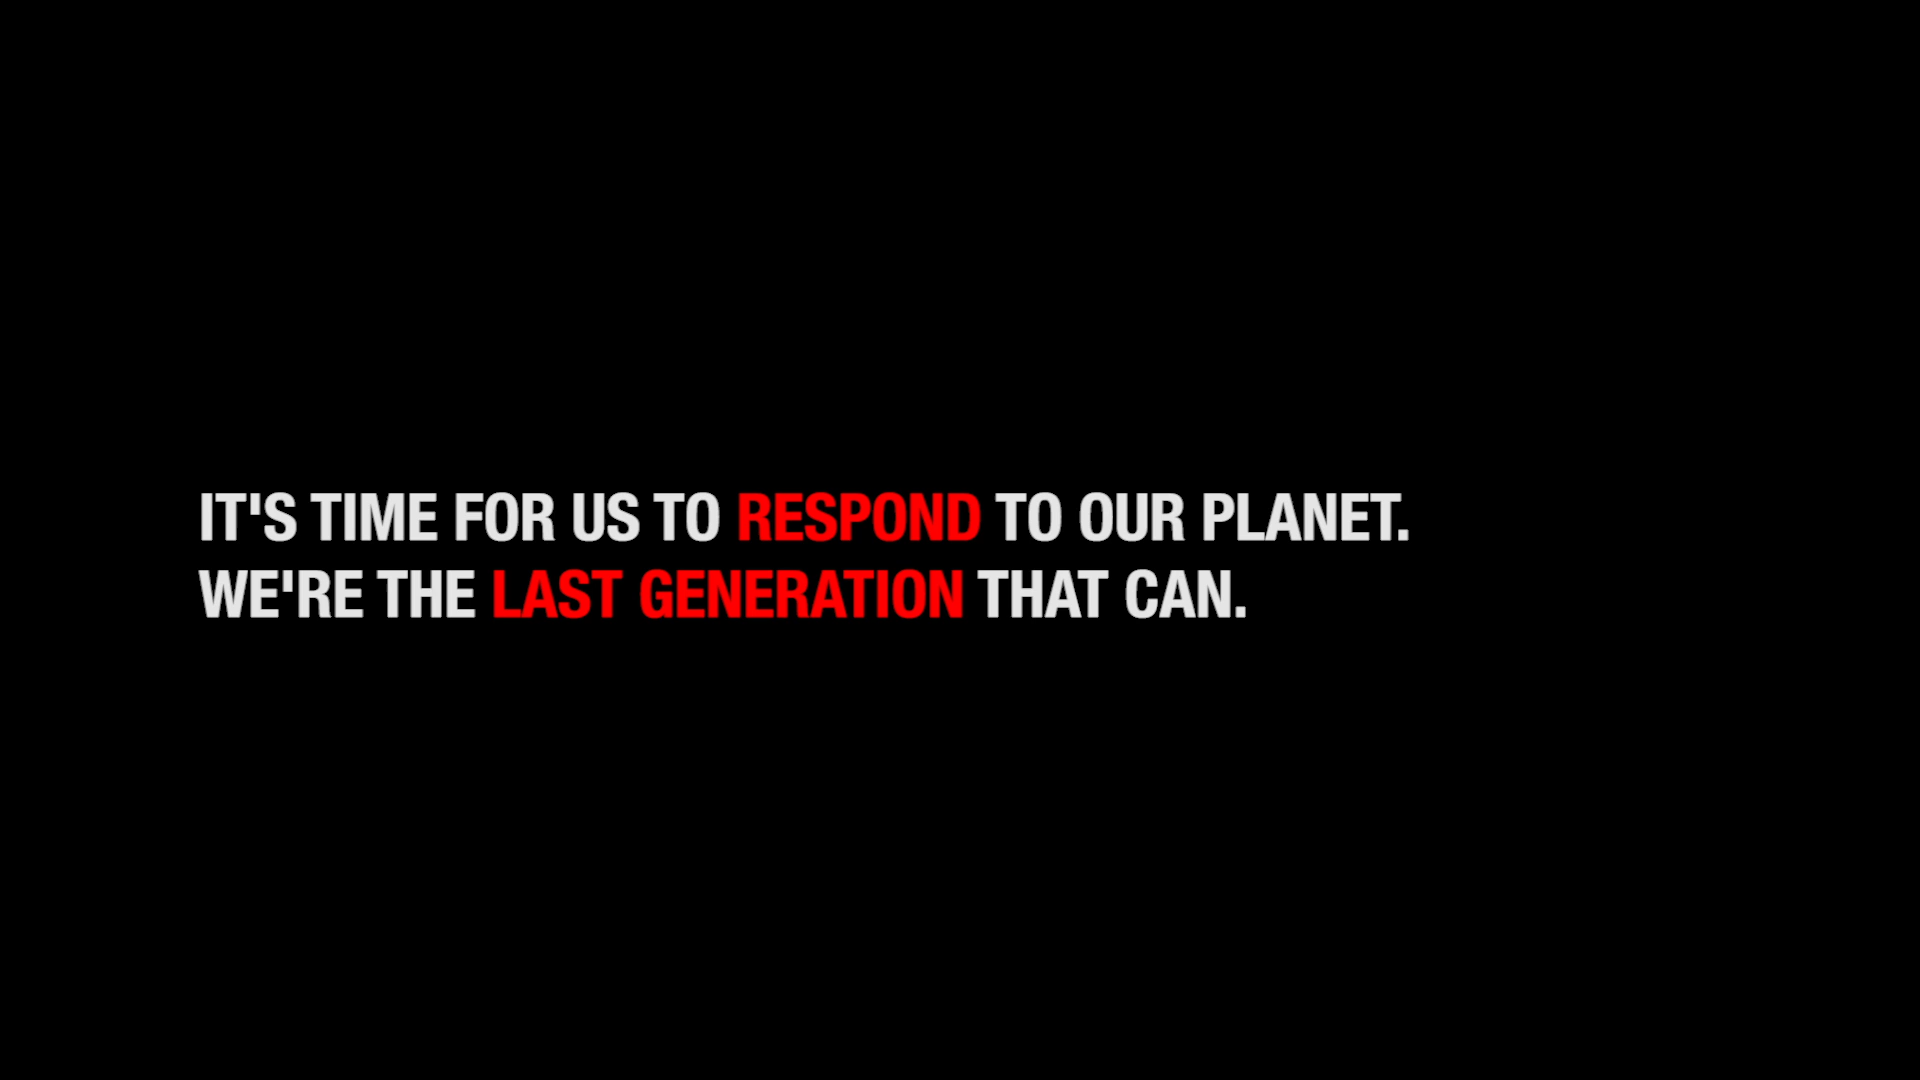 IT'S TIME FOR US TO RESPOND TO OUR PLANET.
WE'RE THE LAST GENERATION THAT CAN.